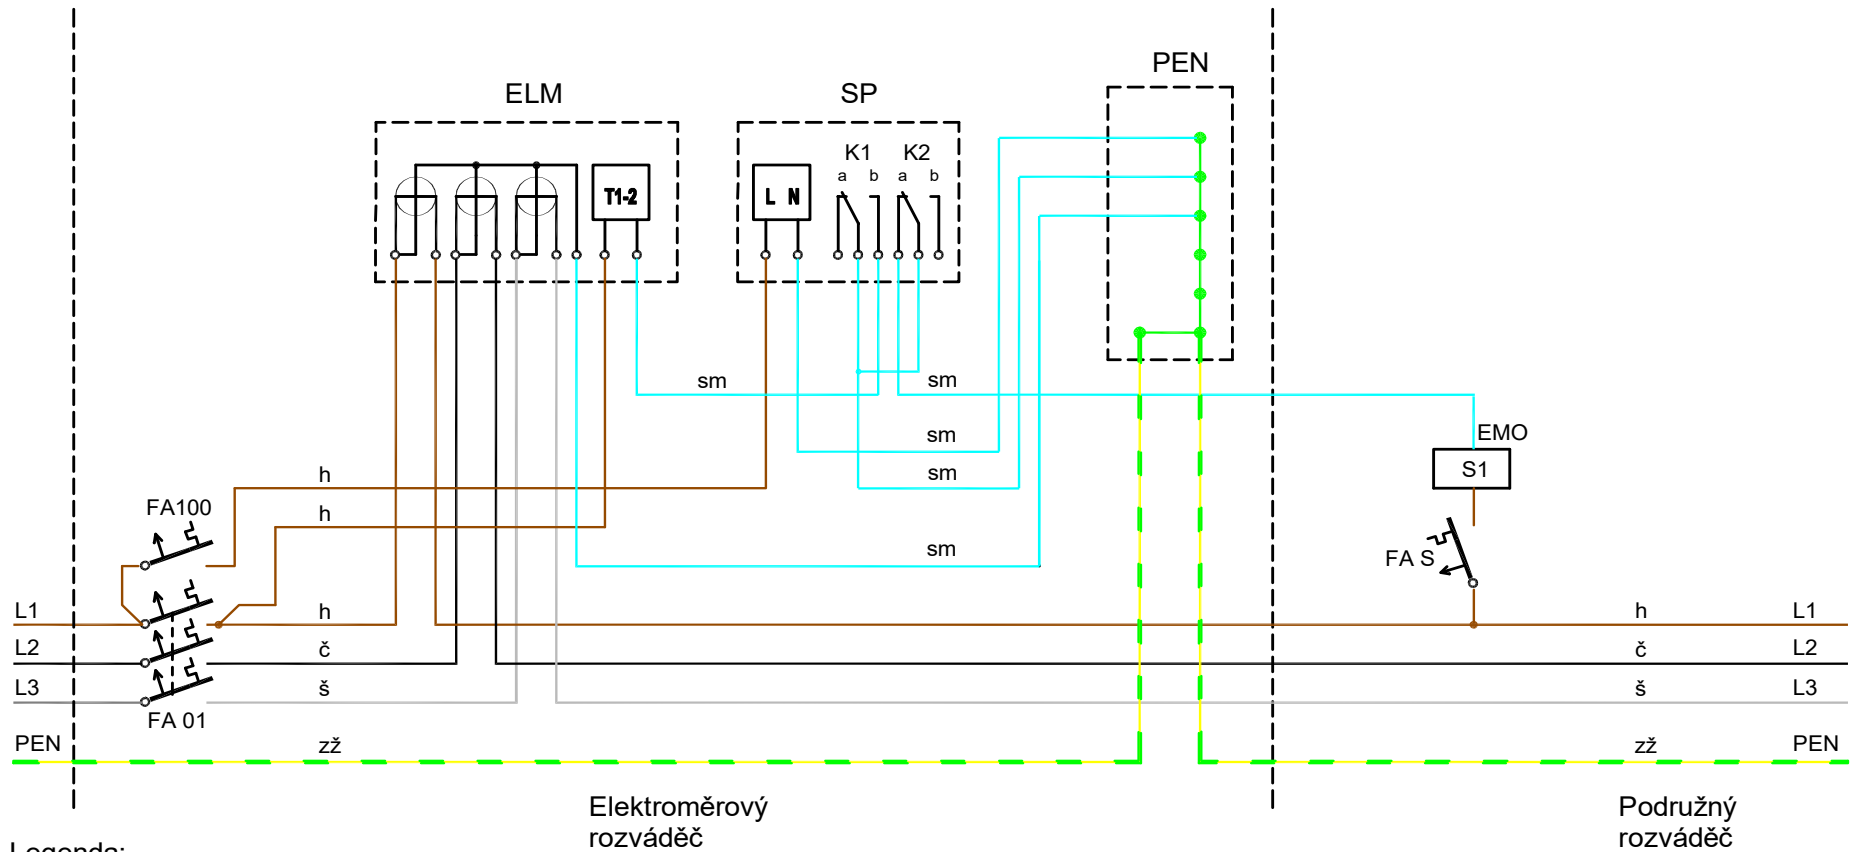 PEN
ELM
SP
K1
K2
a
b
a
b
T1-2
L N
sm
sm
EMO
sm
S1
h
sm
FA100
h
sm
FA S
L1
h
h
L1
L2
č
č
L2
L3
š
š
L3
FA 01
PEN
zž
zž
PEN
Elektroměrový
rozváděč
Podružný
rozváděč
Legenda: